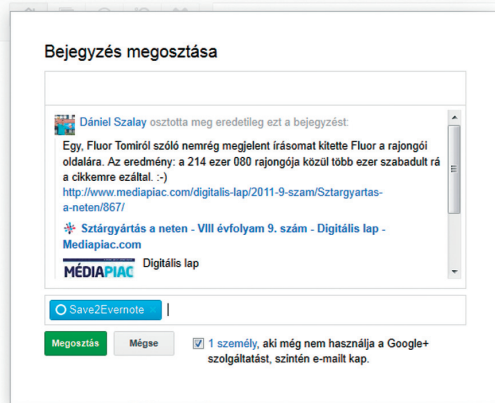 Bejegyzés megosztása
Dániel Szalay osztotta meg eredetileg ezt a bejegyzést:
Egy, Fluor Tomiról szóló nemrég megjelent írásomat kitette Fluor a rajongói
oldalára. Az eredmény: a 214 ezer 080 rajongója közül több ezer szabadult rá
a cikkemre ezáltal. :-)
http://www.mediapiac.com/digitalis-lap/2011-9-szam/Sztargyartas-
a-neten/867/
Sztárgyártás a neten - VIII évfolyam 9. szám - Digitális lap -
Mediapiac.com
MÉDIAPIAC Digitális lap
Save2Evernote
Megosztás Mégse 1 személy, aki még nem használja a Google+
szolgáltatást, szintén e-mailt kap.